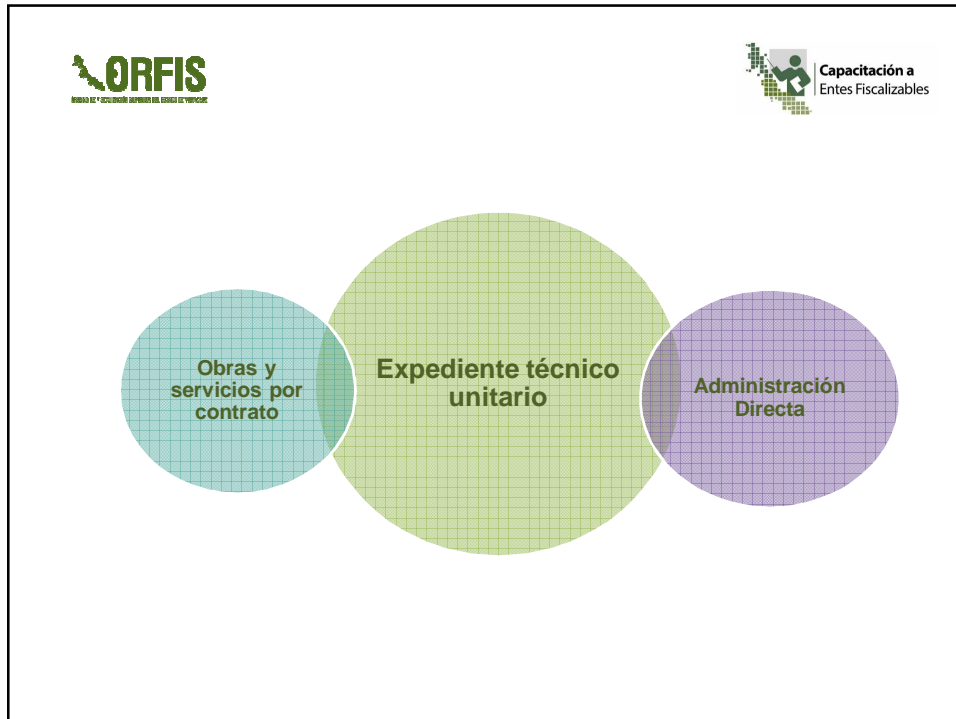 ORFIS
Capacitación a
Entes Fiscalizables
Obras y
servicios por
contrato
Expediente técnico
unitario
Administración
Directa